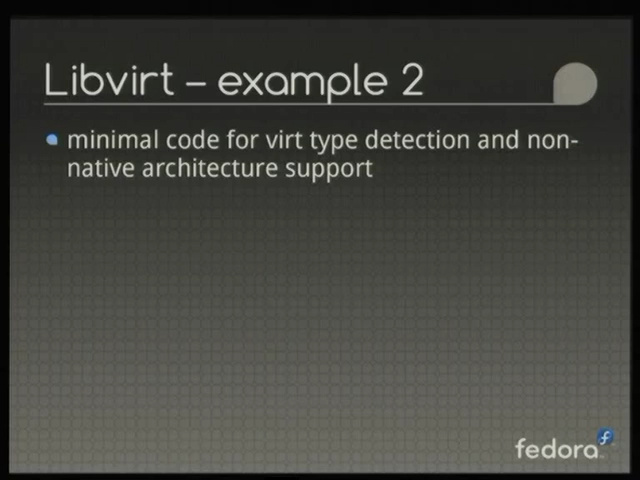 Libvirt – example 2
minimal code for virt type detection and non-
native architecture support
fedora